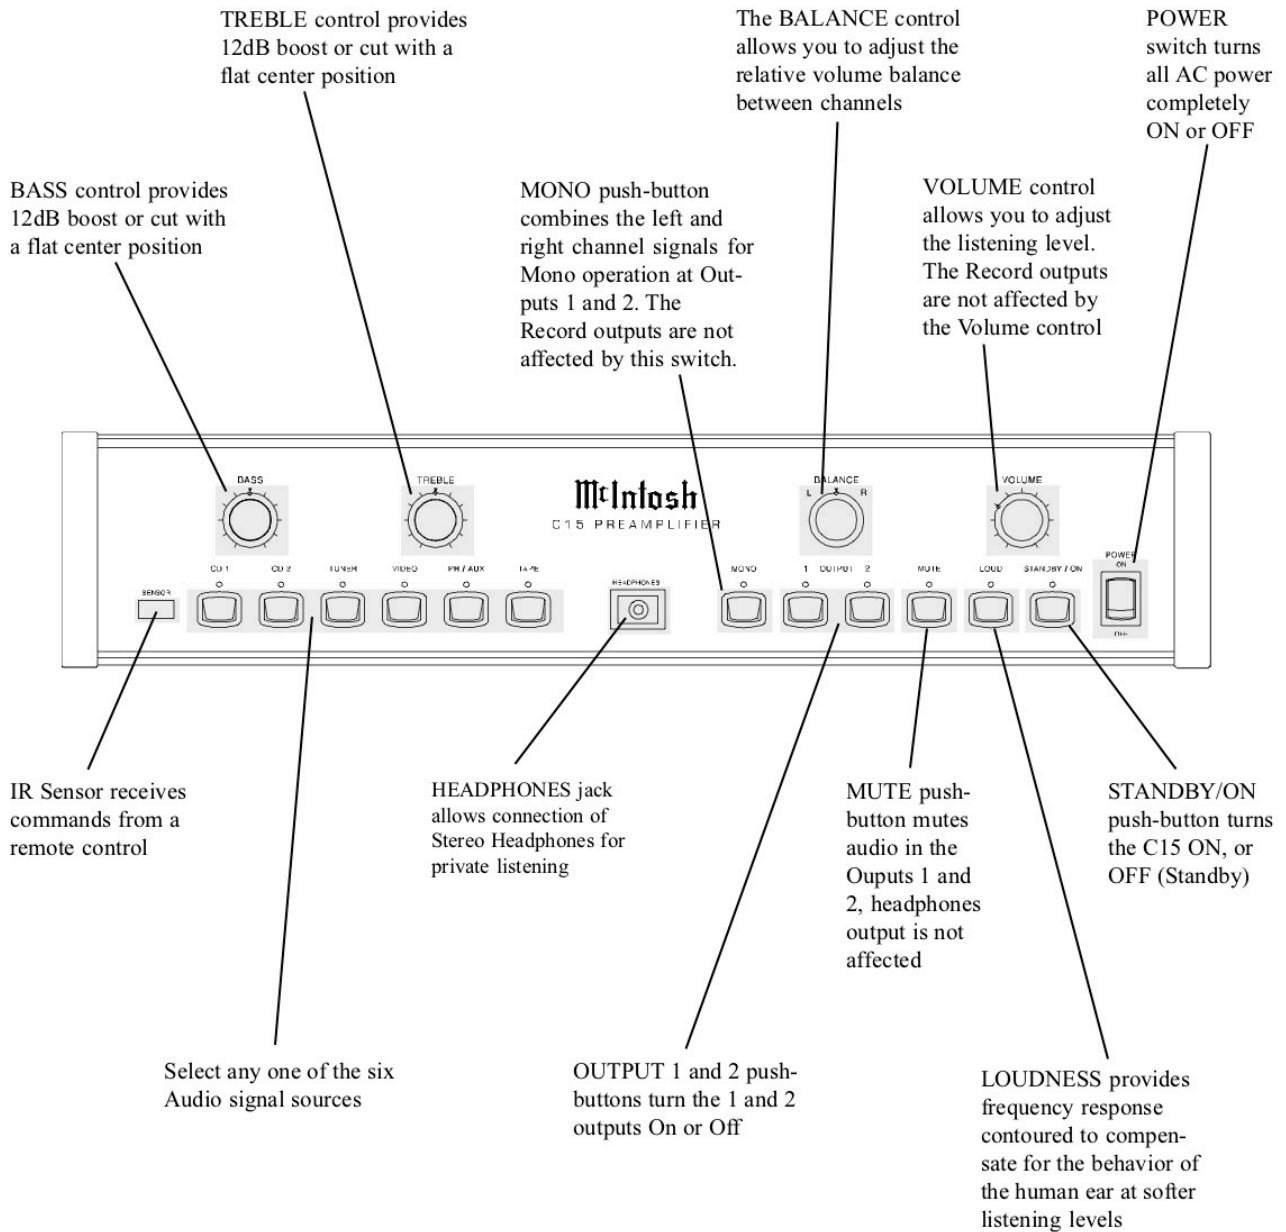 TREBLE control provides
12dB boost or cut with a
flat center position
The BALANCE control
allows you to adjust the
relative volume balance
between channels
POWER
switch turns
all AC power
completely
ON or OFF
BASS control provides
12dB boost or cut with
a flat center position
MONO push-button
combines the left and
right channel signals for
Mono operation at Out-
puts 1 and 2. The
Record outputs are not
affected by this switch.
VOLUME control
allows you to adjust
the listening level.
The Record outputs
are not affected by
the Volume control
BASS
TREBLE
McIntosh
C15 PREAMPLIFIER
BALANCE
L R
VOLUME
SENSOR
CD 1
CD 2
TUNER
VIDEO
PH / AUX
TAPE
HEADPHONES
MONO
1 OUTPUT 2
MUTE
LOUD
STANDBY / ON
POWER
ON
OFF
IR Sensor receives
commands from a
remote control
HEADPHONES jack
allows connection of
Stereo Headphones for
private listening
MUTE push-
button mutes
audio in the
Ouputs 1 and
2, headphones
output is not
affected
STANDBY/ON
push-button turns
the C15 ON, or
OFF (Standby)
Select any one of the six
Audio signal sources
OUTPUT 1 and 2 push-
buttons turn the 1 and 2
outputs On or Off
LOUDNESS provides
frequency response
contoured to compen-
sate for the behavior of
the human ear at softer
listening levels